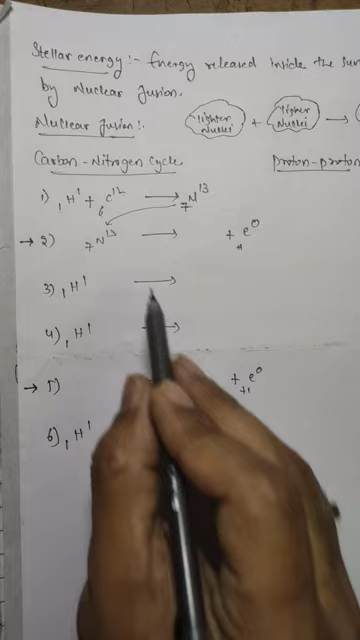 Stellar energy :- Energy released inside the sun
by Nuclear fusion.
Nuclear fusion :- Lighter Nuclei + Lighter Nuclei →
Carbon-Nitrogen Cycle Proton-proton
1) ₁H¹ + ₆C¹² → ₇N¹³
→ 2) ₇N¹³ → + ₊₁e⁰
3) ₁H¹ →
4) ₁H¹ →
→ 5) + ₊₁e⁰
6) ₁H¹